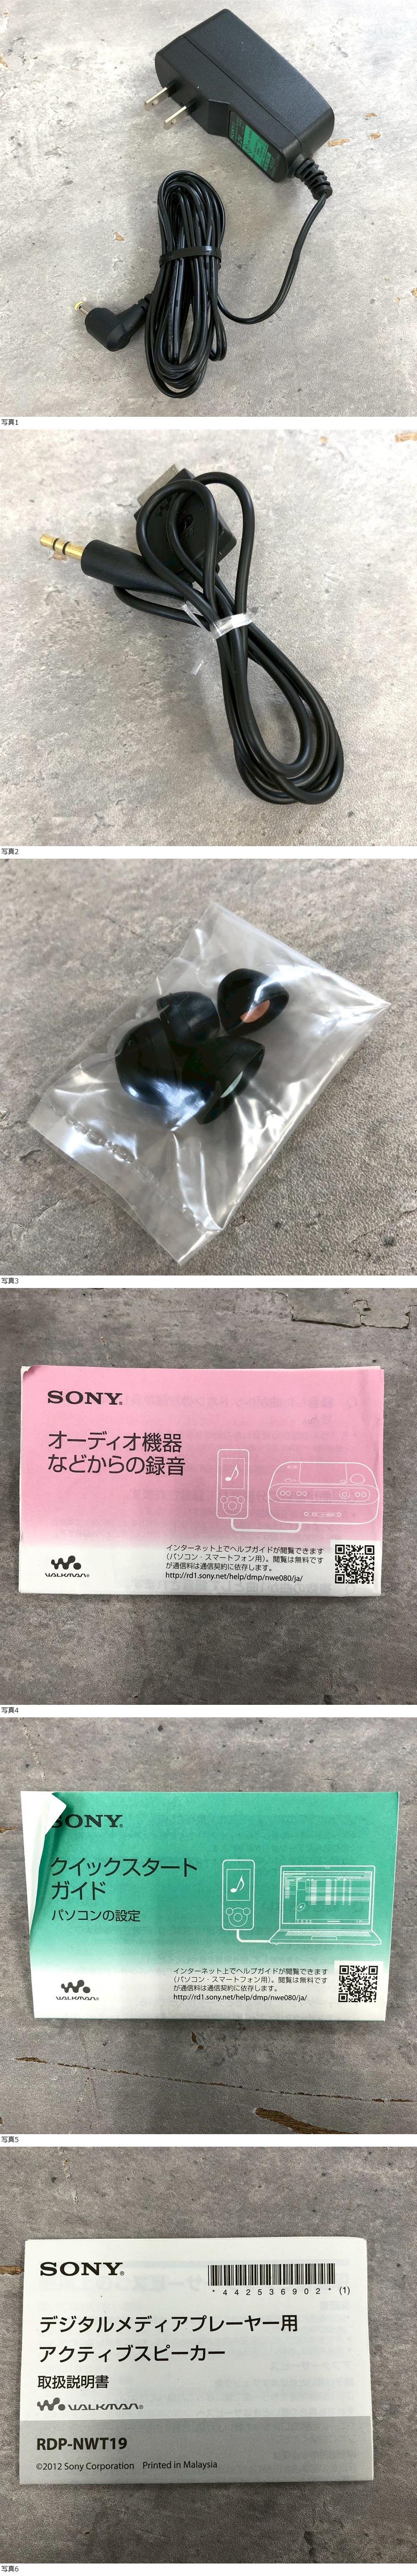 写真1
写真2
写真3
SONY®
オーディオ機器
などからの録音
インターネット上でヘルプガイドが閲覧できます
(パソコン・スマートフォン用)。閲覧は無料です
が通信料は通信契約に依存します。
http://rd1.sony.net/help/dmp/nwe080/ja/
WALKMAN®
写真4
SONY®
クイックスタート
ガイド
パソコンの設定
インターネット上でヘルプガイドが閲覧できます
(パソコン・スマートフォン用)。閲覧は無料です
が通信料は通信契約に依存します。
http://rd1.sony.net/help/dmp/nwe080/ja/
WALKMAN®
写真5
SONY®
*442536902* (1)
デジタルメディアプレーヤー用
アクティブスピーカー
取扱説明書
WALKMAN®
RDP-NWT19
©2012 Sony Corporation Printed in Malaysia
写真6